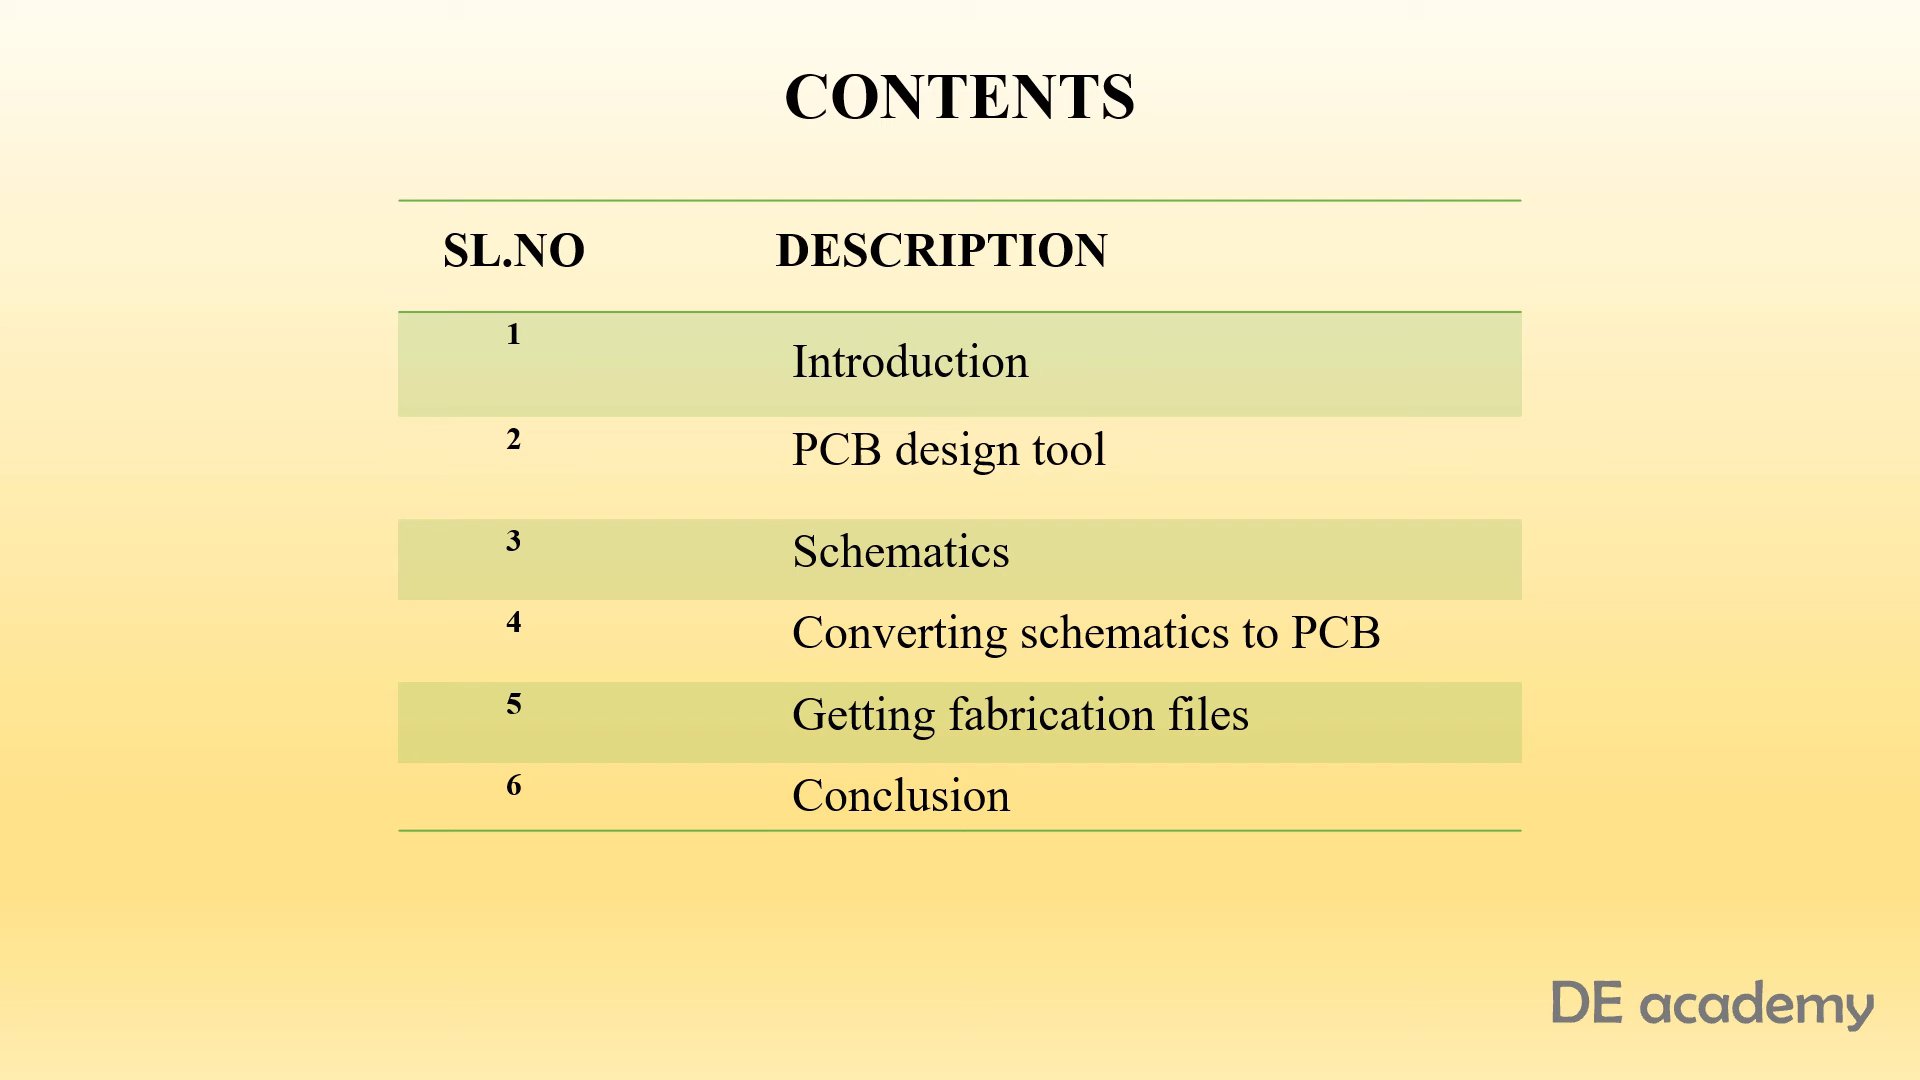 CONTENTS
SL.NO DESCRIPTION
1 Introduction
2 PCB design tool
3 Schematics
4 Converting schematics to PCB
5 Getting fabrication files
6 Conclusion
DE academy